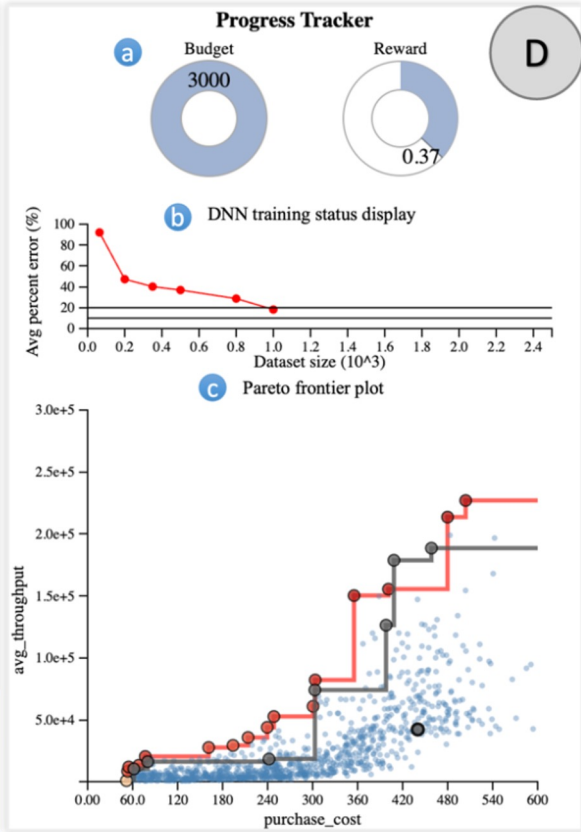 Progress Tracker
D
a
Budget
Reward
3000
0.37
b DNN training status display
Avg percent error (%)
100
80
60
40
20
0
0.0 0.2 0.4 0.6 0.8 1.0 1.2 1.4 1.6 1.8 2.0 2.2 2.4
Dataset size (10^3)
c Pareto frontier plot
avg_throughput
3.0e+5
2.5e+5
2.0e+5
1.5e+5
1.0e+5
5.0e+4
0.00 60 120 180 240 300 360 420 480 540 600
purchase_cost